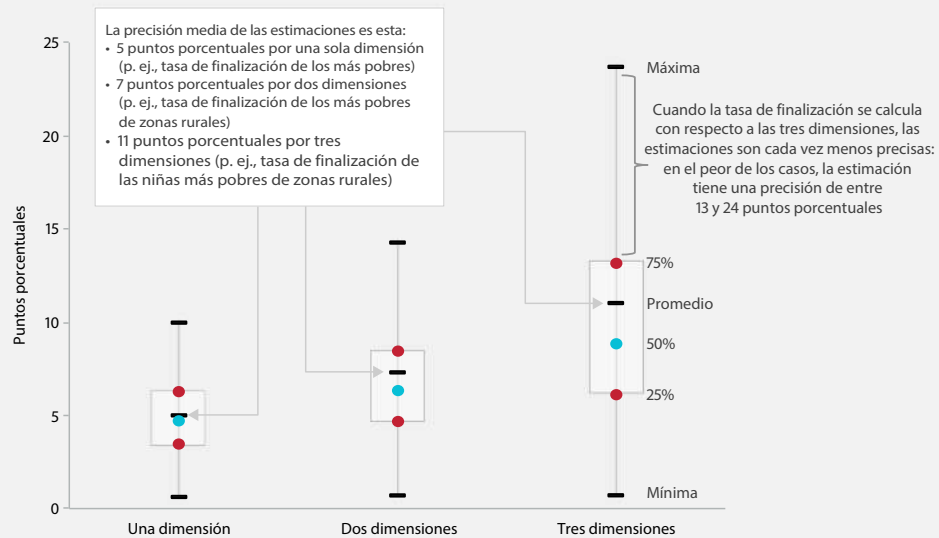 La precisión media de las estimaciones es esta:
• 5 puntos porcentuales por una sola dimensión
(p. ej., tasa de finalización de los más pobres)
• 7 puntos porcentuales por dos dimensiones
(p. ej., tasa de finalización de los más pobres
de zonas rurales)
• 11 puntos porcentuales por tres
dimensiones (p. ej., tasa de finalización de
las niñas más pobres de zonas rurales)
Máxima
Cuando la tasa de finalización se calcula
con respecto a las tres dimensiones, las
estimaciones son cada vez menos precisas:
en el peor de los casos, la estimación
tiene una precisión de entre
13 y 24 puntos porcentuales
75%
Promedio
50%
25%
Mínima
Puntos porcentuales
25
20
15
10
5
0
Una dimensión
Dos dimensiones
Tres dimensiones